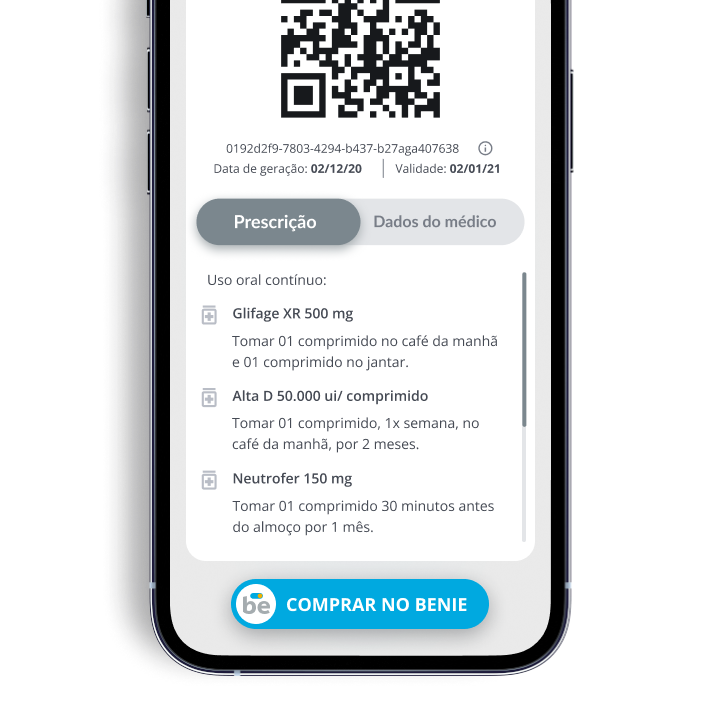 0192d2f9-7803-4294-b437-b27aga407638
Data de geração: 02/12/20 | Validade: 02/01/21
Prescrição Dados do médico
Uso oral contínuo:
Glifage XR 500 mg
Tomar 01 comprimido no café da manhã
e 01 comprimido no jantar.
Alta D 50.000 ui/ comprimido
Tomar 01 comprimido, 1x semana, no
café da manhã, por 2 meses.
Neutrofer 150 mg
Tomar 01 comprimido 30 minutos antes
do almoço por 1 mês.
be COMPRAR NO BENIE